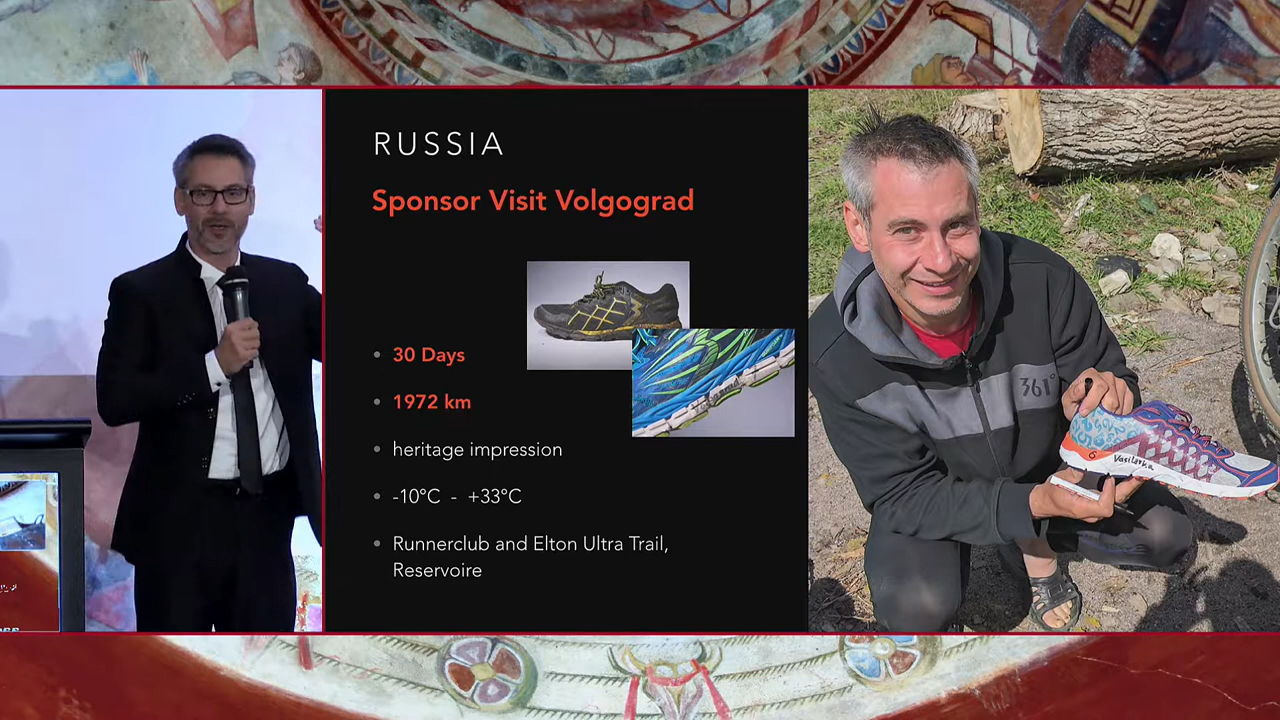 RUSSIA
Sponsor Visit Volgograd
30 Days
1972 km
heritage impression
-10°C - +33°C
Runnerclub and Elton Ultra Trail,
Reservoire
361°